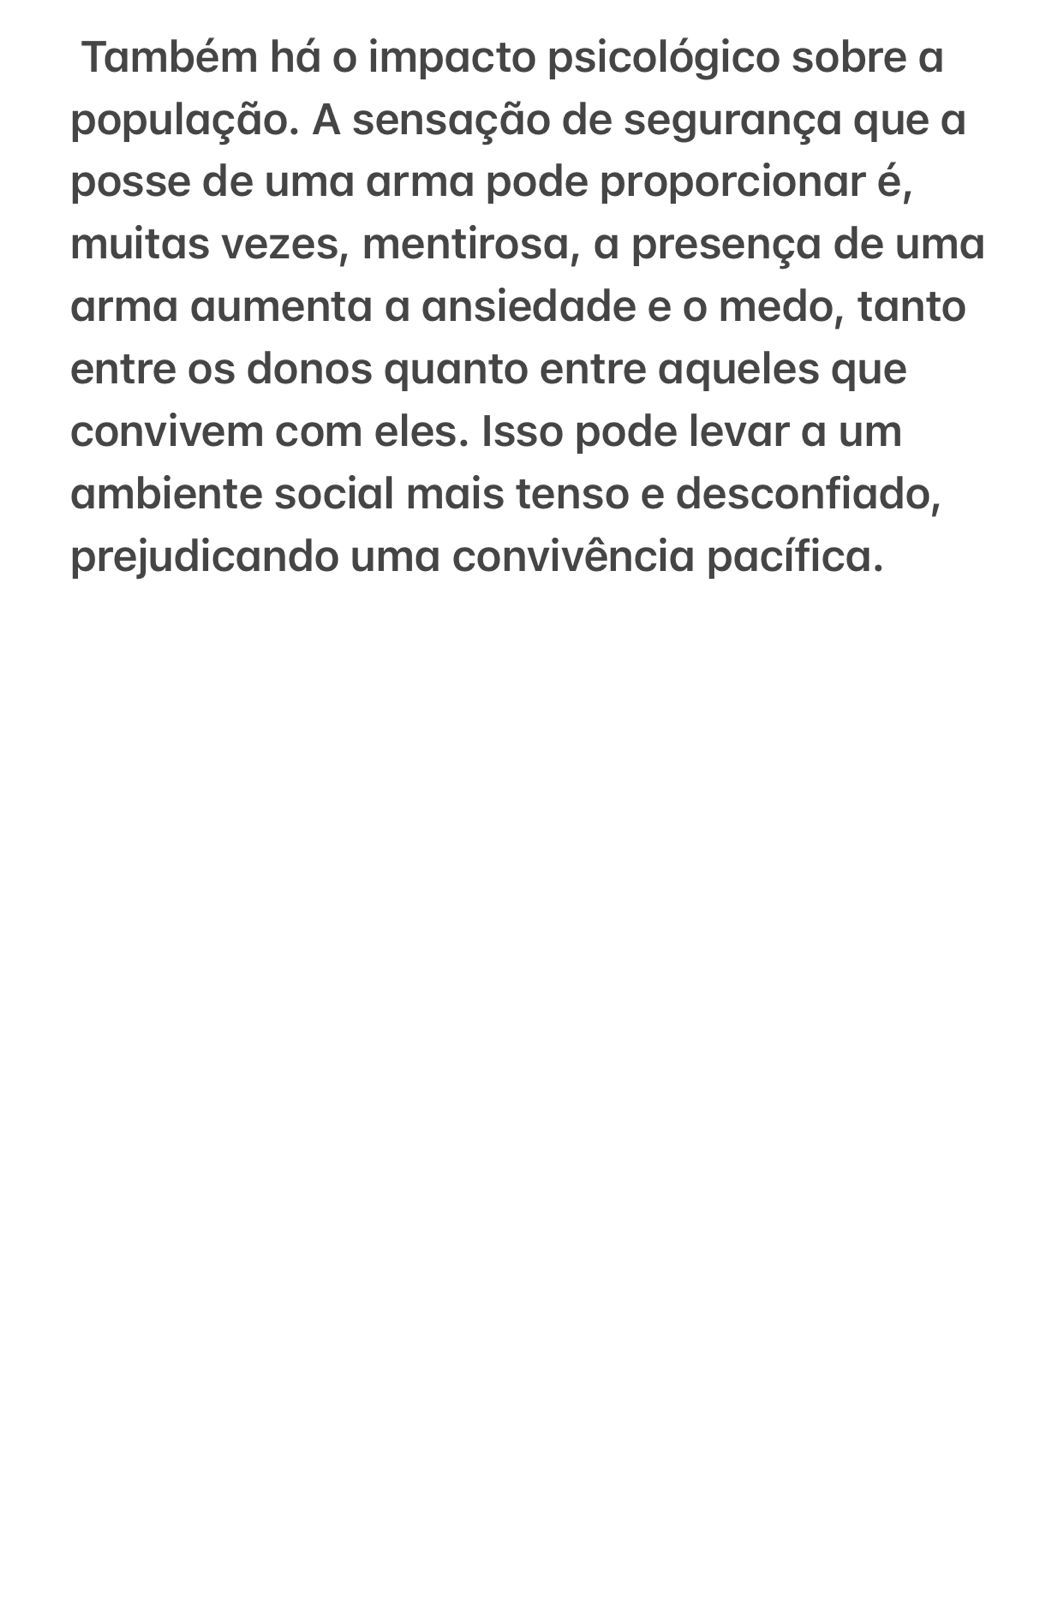 Também há o impacto psicológico sobre a
população. A sensação de segurança que a
posse de uma arma pode proporcionar é,
muitas vezes, mentirosa, a presença de uma
arma aumenta a ansiedade e o medo, tanto
entre os donos quanto entre aqueles que
convivem com eles. Isso pode levar a um
ambiente social mais tenso e desconfiado,
prejudicando uma convivência pacífica.